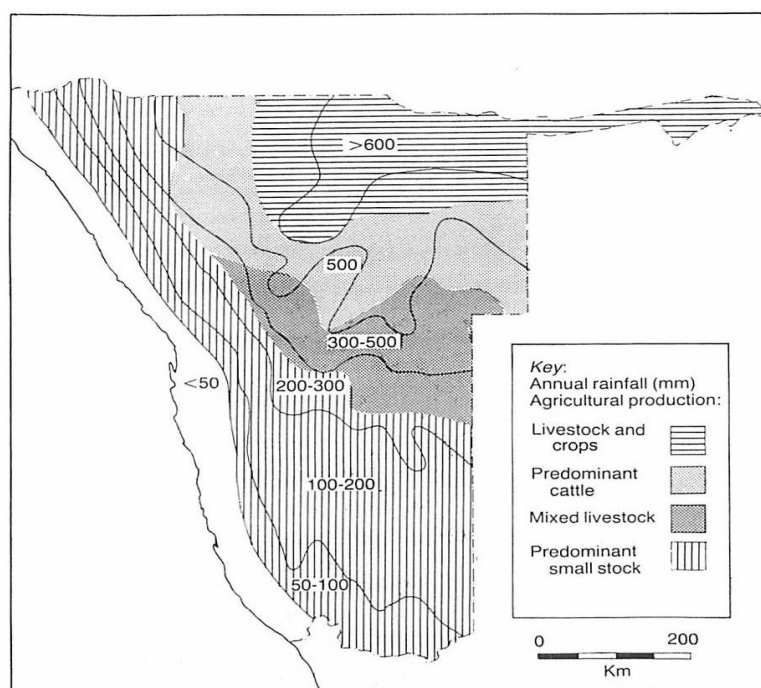 >600
500
300-500
<50
200-300
100-200
50-100
Key:
Annual rainfall (mm)
Agricultural production:
Livestock and
crops
Predominant
cattle
Mixed livestock
Predominant
small stock
0
200
Km